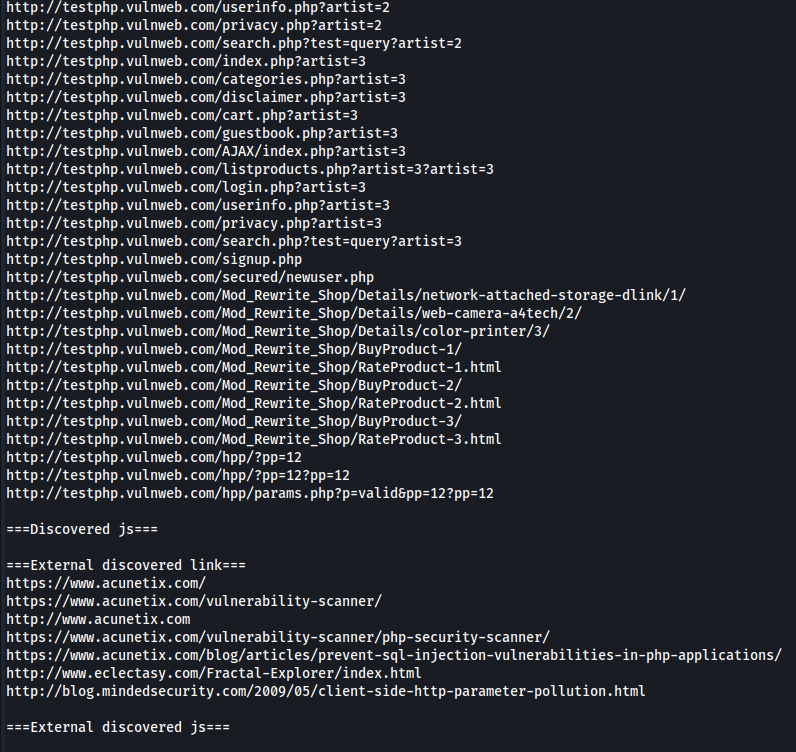 http://testphp.vulnweb.com/userinfo.php?artist=2
http://testphp.vulnweb.com/privacy.php?artist=2
http://testphp.vulnweb.com/search.php?test=query?artist=2
http://testphp.vulnweb.com/index.php?artist=3
http://testphp.vulnweb.com/categories.php?artist=3
http://testphp.vulnweb.com/disclaimer.php?artist=3
http://testphp.vulnweb.com/cart.php?artist=3
http://testphp.vulnweb.com/guestbook.php?artist=3
http://testphp.vulnweb.com/AJAX/index.php?artist=3
http://testphp.vulnweb.com/listproducts.php?artist=3?artist=3
http://testphp.vulnweb.com/login.php?artist=3
http://testphp.vulnweb.com/userinfo.php?artist=3
http://testphp.vulnweb.com/privacy.php?artist=3
http://testphp.vulnweb.com/search.php?test=query?artist=3
http://testphp.vulnweb.com/signup.php
http://testphp.vulnweb.com/secured/newuser.php
http://testphp.vulnweb.com/Mod_Rewrite_Shop/Details/network-attached-storage-dlink/1/
http://testphp.vulnweb.com/Mod_Rewrite_Shop/Details/web-camera-a4tech/2/
http://testphp.vulnweb.com/Mod_Rewrite_Shop/Details/color-printer/3/
http://testphp.vulnweb.com/Mod_Rewrite_Shop/BuyProduct-1/
http://testphp.vulnweb.com/Mod_Rewrite_Shop/RateProduct-1.html
http://testphp.vulnweb.com/Mod_Rewrite_Shop/BuyProduct-2/
http://testphp.vulnweb.com/Mod_Rewrite_Shop/RateProduct-2.html
http://testphp.vulnweb.com/Mod_Rewrite_Shop/BuyProduct-3/
http://testphp.vulnweb.com/Mod_Rewrite_Shop/RateProduct-3.html
http://testphp.vulnweb.com/hpp/?pp=12
http://testphp.vulnweb.com/hpp/?pp=12?pp=12
http://testphp.vulnweb.com/hpp/params.php?p=valid&pp=12?pp=12
===Discovered js===
===External discovered link===
https://www.acunetix.com/
https://www.acunetix.com/vulnerability-scanner/
http://www.acunetix.com
https://www.acunetix.com/vulnerability-scanner/php-security-scanner/
https://www.acunetix.com/blog/articles/prevent-sql-injection-vulnerabilities-in-php-applications/
http://www.eclectasy.com/Fractal-Explorer/index.html
http://blog.mindedsecurity.com/2009/05/client-side-http-parameter-pollution.html
===External discovered js===